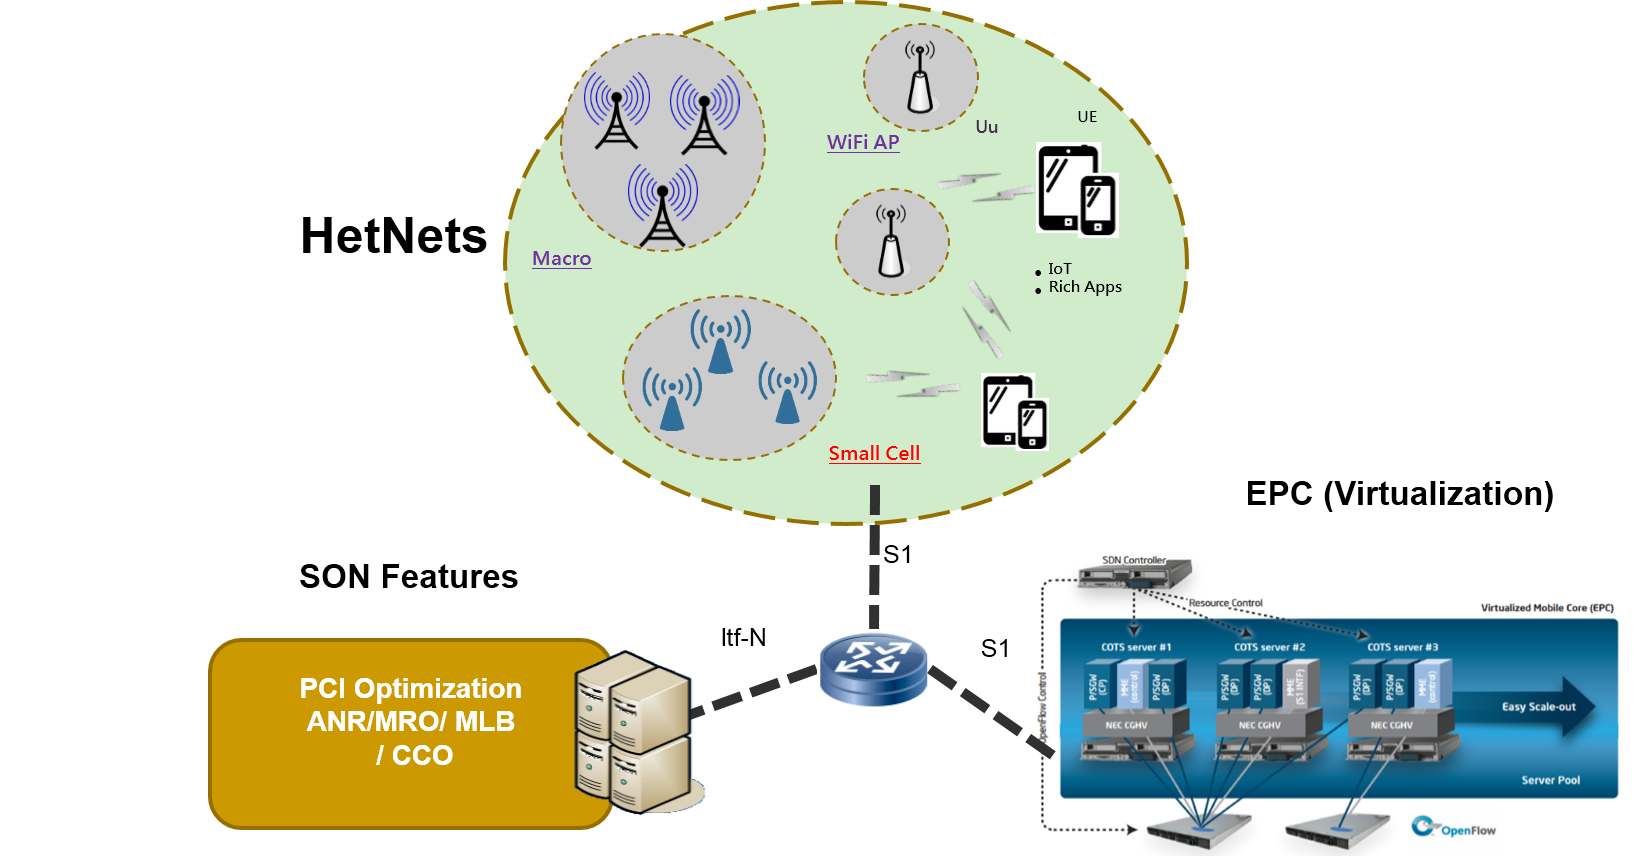 UE
Uu
WiFi AP
HetNets
Macro
IoT
Rich Apps
Small Cell
EPC (Virtualization)
S1
SON Features
SDN Controller
Resource Control
Virtualized Mobile Core (EPC)
Itf-N
S1
COTS server #1
COTS server #2
COTS server #3
P/SGW (CP)
MME (control)
P/SGW (DP)
P/SGW (DP)
P/SGW (DP)
MME (S1 INTF)
P/SGW (DP)
P/SGW (DP)
MME (control)
PCI Optimization
ANR/MRO/ MLB
/ CCO
OpenFlow Control
Easy Scale-out
NEC CGHV
NEC CGHV
NEC CGHV
Server Pool
OpenFlow